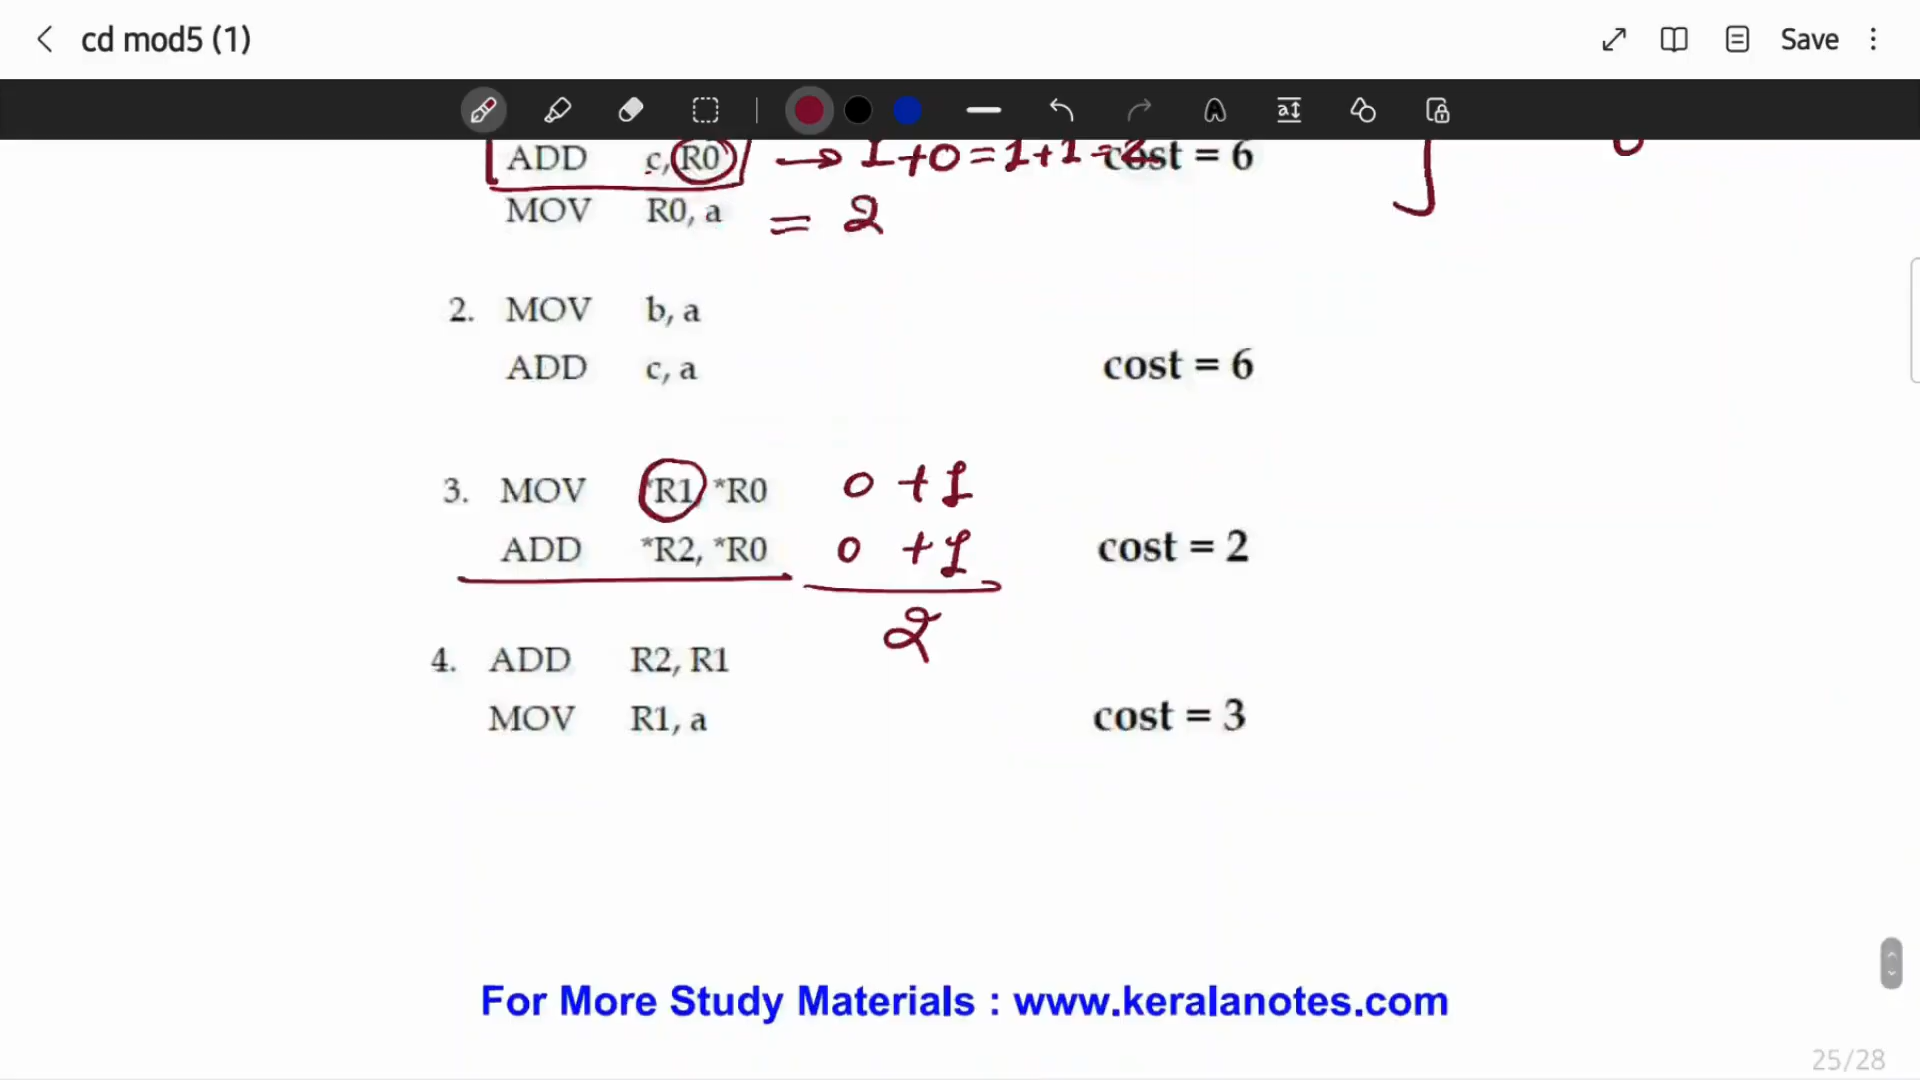 cd mod5 (1)
Save
ADD c, R0 → 1+0=1+1=2 cost = 6
MOV R0, a = 2
2. MOV b, a
ADD c, a cost = 6
3. MOV *R1, *R0 0 +1
ADD *R2, *R0 0 +1 cost = 2
2
4. ADD R2, R1
MOV R1, a cost = 3
For More Study Materials : www.keralanotes.com
25/28